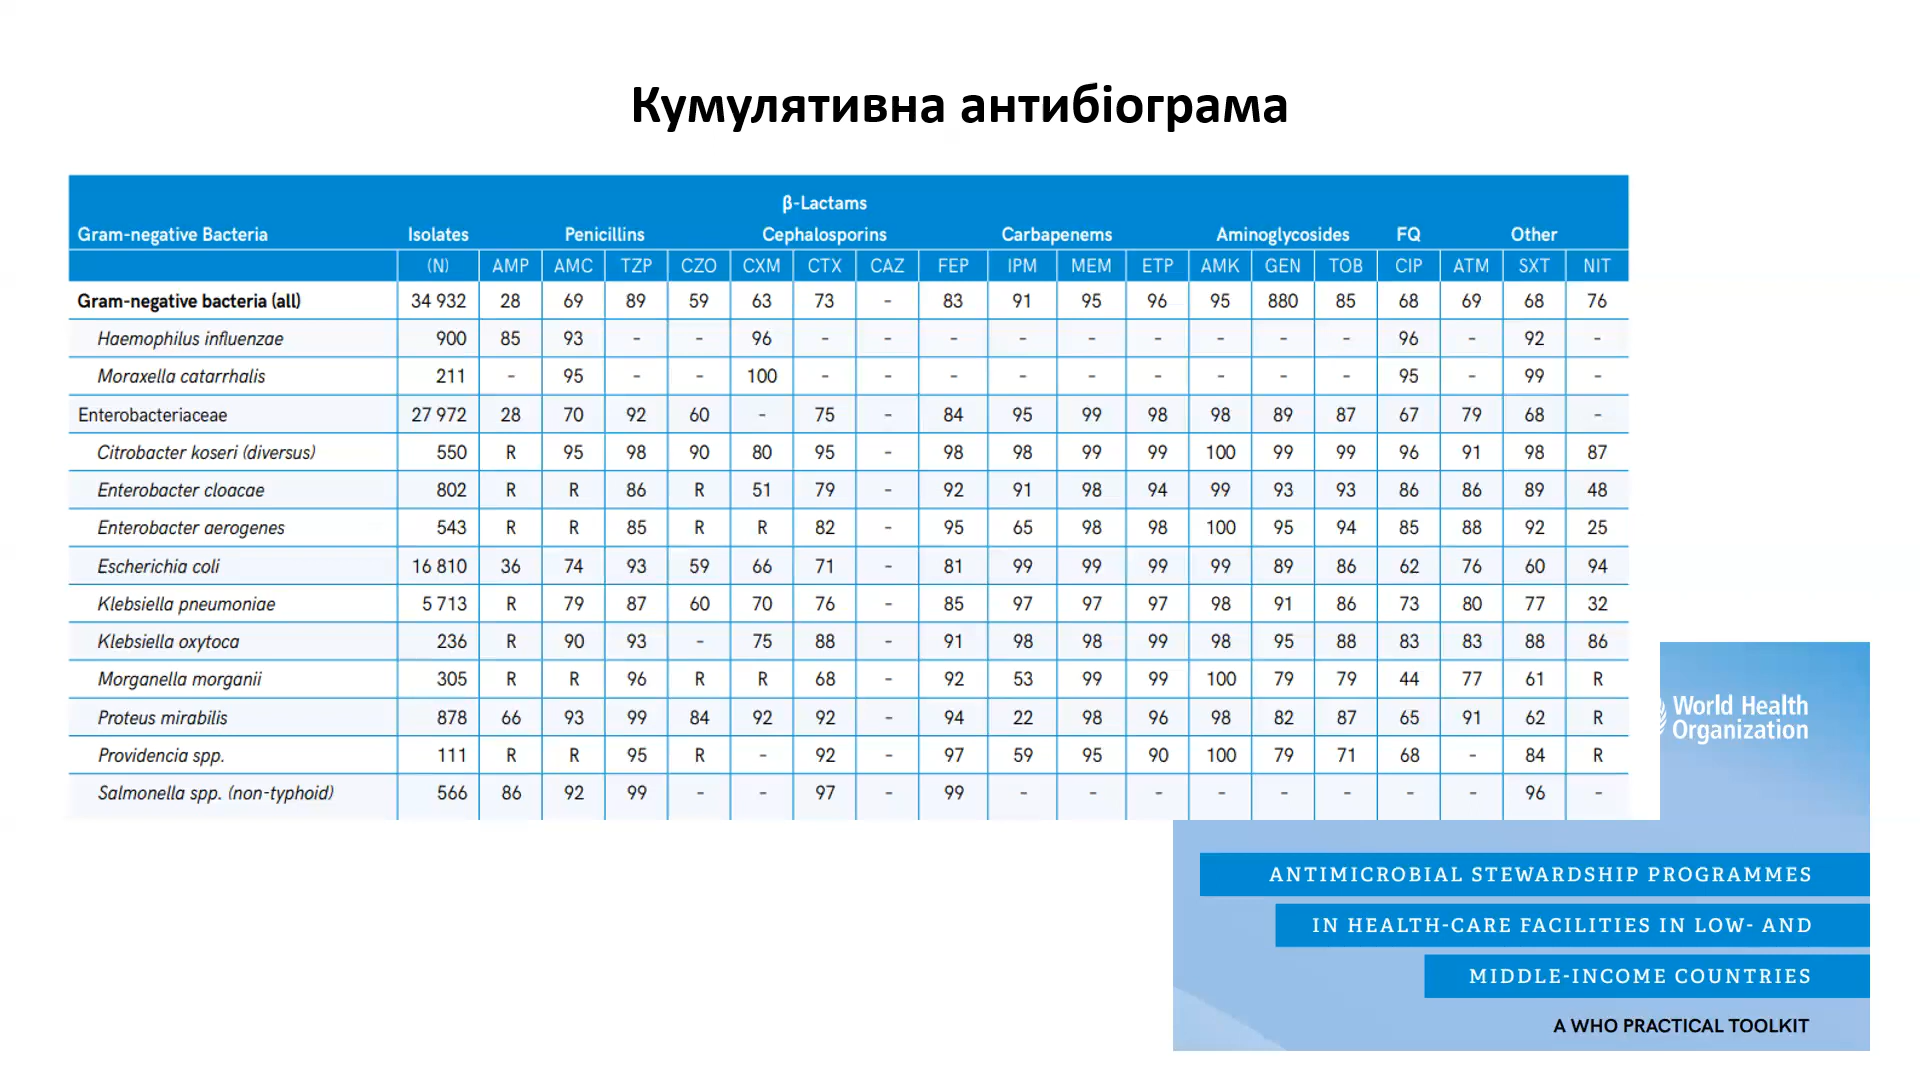 Кумулятивна антибіограма
β-Lactams
Gram-negative Bacteria Isolates Penicillins Cephalosporins Carbapenems Aminoglycosides FQ Other
(N) AMP AMC TZP CZO CXM CTX CAZ FEP IPM MEM ETP AMK GEN TOB CIP ATM SXT NIT
Gram-negative bacteria (all) 34 932 28 69 89 59 63 73 - 83 91 95 96 95 880 85 68 69 68 76
Haemophilus influenzae 900 85 93 - - 96 - - - - - - - - - 96 - 92 -
Moraxella catarrhalis 211 - 95 - - 100 - - - - - - - - - 95 - 99 -
Enterobacteriaceae 27 972 28 70 92 60 - 75 - 84 95 99 98 98 89 87 67 79 68 -
Citrobacter koseri (diversus) 550 R 95 98 90 80 95 - 98 98 99 99 100 99 99 96 91 98 87
Enterobacter cloacae 802 R R 86 R 51 79 - 92 91 98 94 99 93 93 86 86 89 48
Enterobacter aerogenes 543 R R 85 R R 82 - 95 65 98 98 100 95 94 85 88 92 25
Escherichia coli 16 810 36 74 93 59 66 71 - 81 99 99 99 99 89 86 62 76 60 94
Klebsiella pneumoniae 5 713 R 79 87 60 70 76 - 85 97 97 97 98 91 86 73 80 77 32
Klebsiella oxytoca 236 R 90 93 - 75 88 - 91 98 98 99 98 95 88 83 83 88 86
Morganella morganii 305 R R 96 R R 68 - 92 53 99 99 100 79 79 44 77 61 R
Proteus mirabilis 878 66 93 99 84 92 92 - 94 22 98 96 98 82 87 65 91 62 R
Providencia spp. 111 R R 95 R - 92 - 97 59 95 90 100 79 71 68 - 84 R
Salmonella spp. (non-typhoid) 566 86 92 99 - - 97 - 99 - - - - - - - - 96 -
World Health
Organization
ANTIMICROBIAL STEWARDSHIP PROGRAMMES
IN HEALTH-CARE FACILITIES IN LOW- AND
MIDDLE-INCOME COUNTRIES
A WHO PRACTICAL TOOLKIT